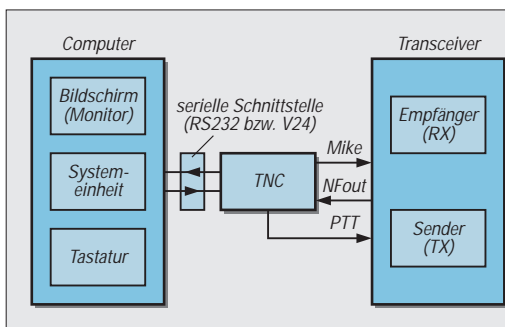 Computer
Transceiver
Bildschirm
(Monitor)
System-
einheit
Tastatur
serielle Schnittstelle
(RS232 bzw. V24)
TNC
Mike
NFout
PTT
Empfänger
(RX)
Sender
(TX)